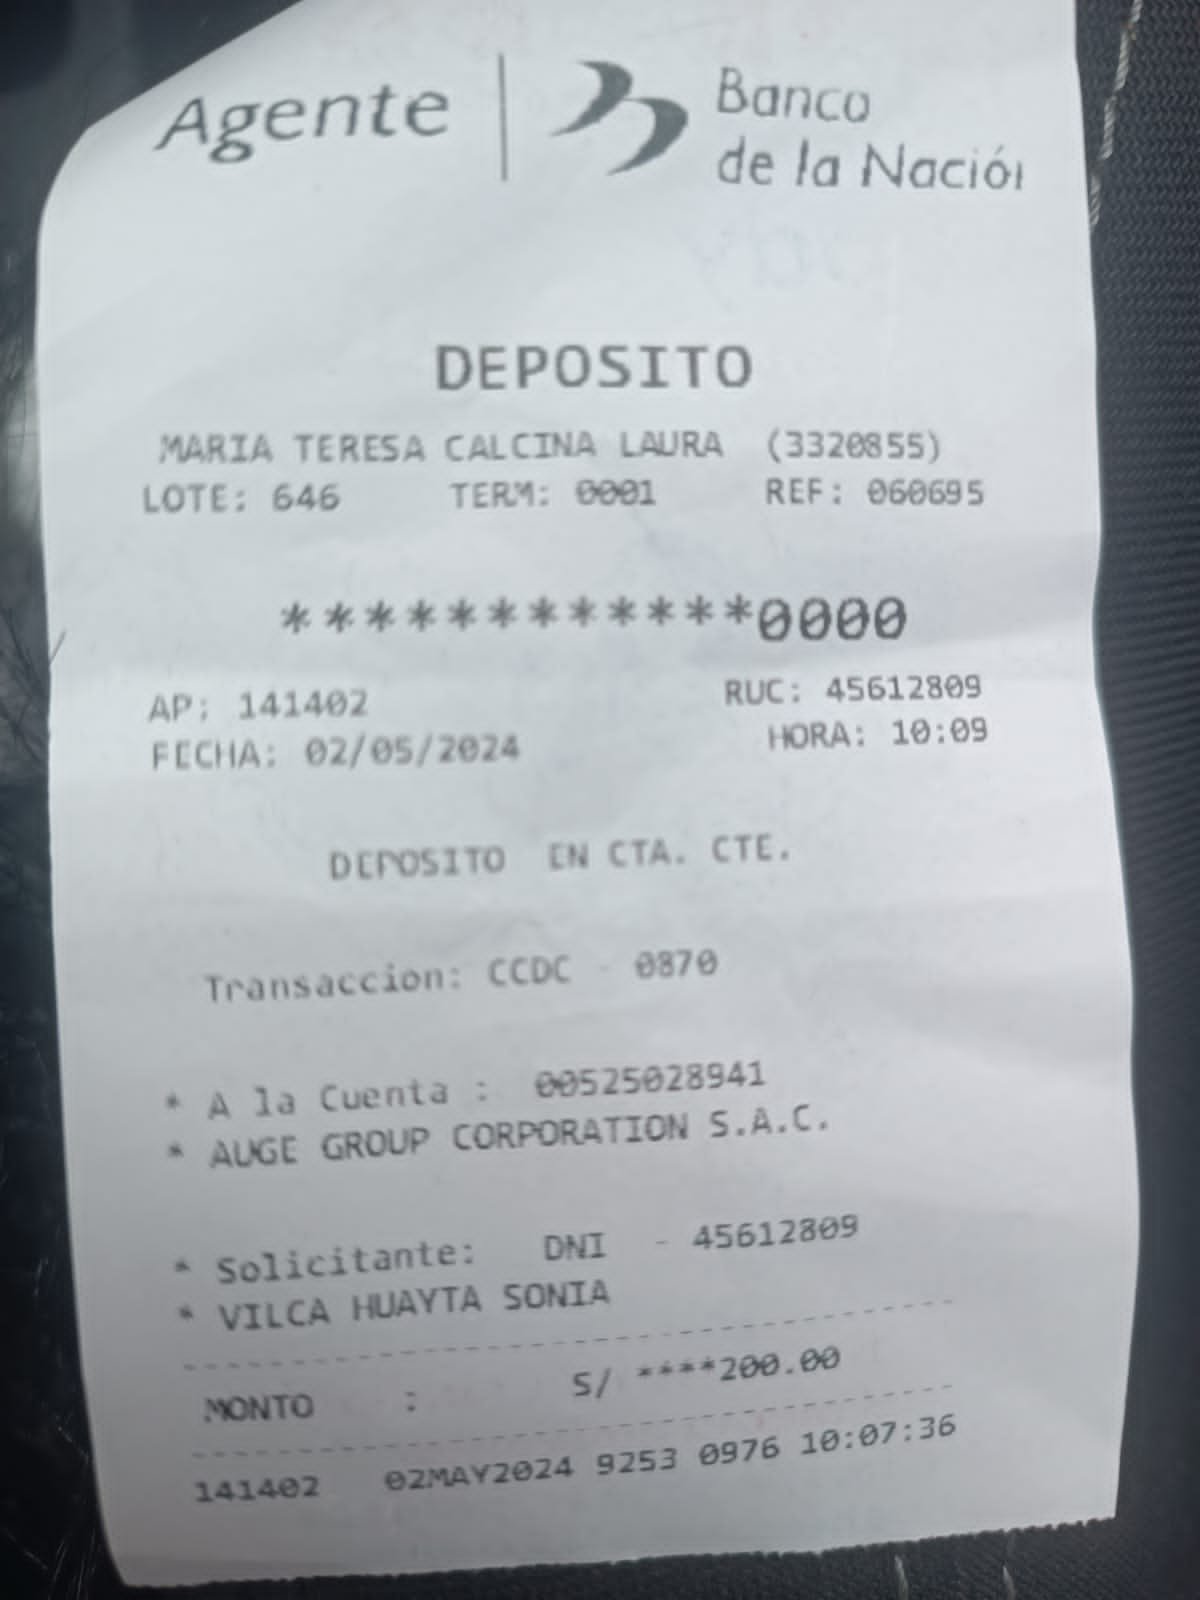 Agente | Banco
de la Nación
DEPOSITO
MARIA TERESA CALCINA LAURA (3320855)
LOTE: 646 TERM: 0001 REF: 060695
************0000
AP: 141402 RUC: 45612809
FECHA: 02/05/2024 HORA: 10:09
DEPOSITO EN CTA. CTE.
Transaccion: CCDC - 0870
* A la Cuenta : 00525028941
* AUGE GROUP CORPORATION S.A.C.
* Solicitante: DNI - 45612809
* VILCA HUAYTA SONIA
MONTO : S/ ****200.00
141402 02MAY2024 9253 0976 10:07:36